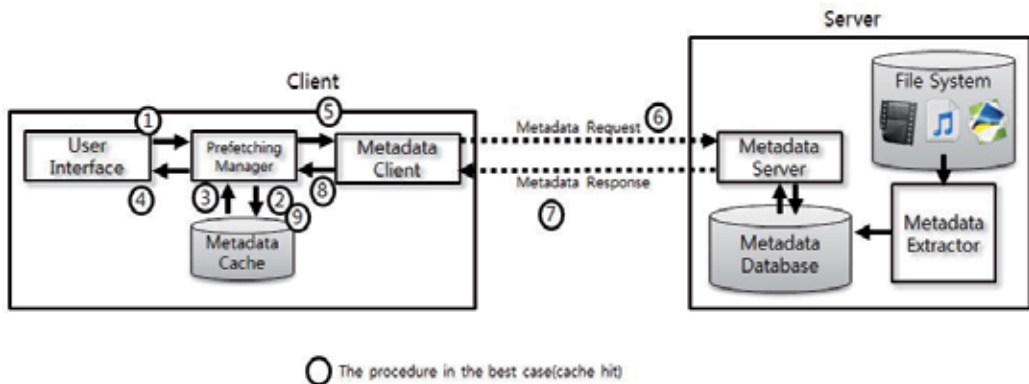 Server
Client
File System
①
⑤
⑥
Metadata Request
User
Interface
Prefetching
Manager
Metadata
Client
Metadata
Server
④
③
②
⑨
⑧
Metadata Response
⑦
Metadata
Cache
Metadata
Database
Metadata
Extractor
The procedure in the best case(cache hit)